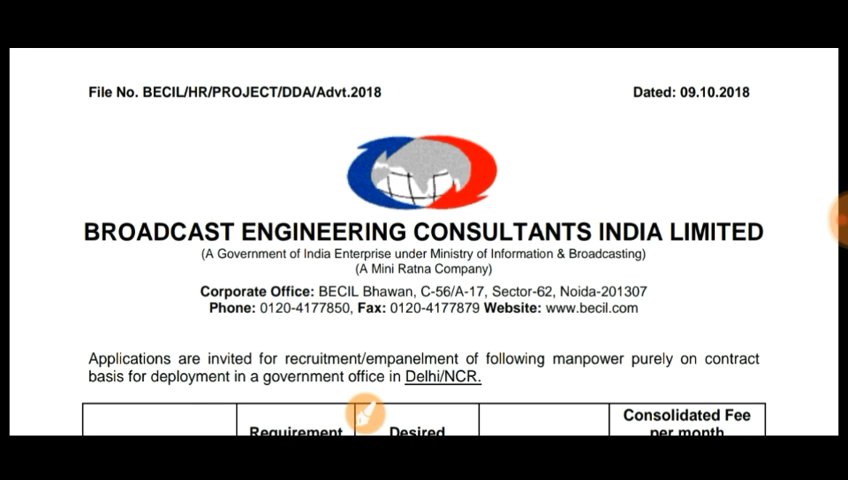 File No. BECIL/HR/PROJECT/DDA/Advt.2018 Dated: 09.10.2018
BROADCAST ENGINEERING CONSULTANTS INDIA LIMITED
(A Government of India Enterprise under Ministry of Information & Broadcasting)
(A Mini Ratna Company)
Corporate Office: BECIL Bhawan, C-56/A-17, Sector-62, Noida-201307
Phone: 0120-4177850, Fax: 0120-4177879 Website: www.becil.com
Applications are invited for recruitment/empanelment of following manpower purely on contract
basis for deployment in a government office in Delhi/NCR.
Consolidated Fee
Requirement Desired per month